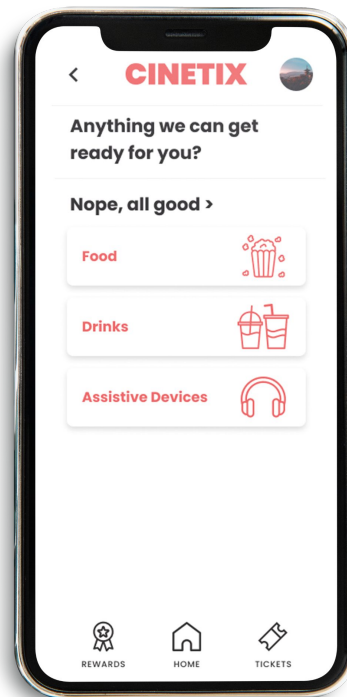 CINETIX
Anything we can get
ready for you?
Nope, all good >
Food
Drinks
Assistive Devices
REWARDS
HOME
TICKETS